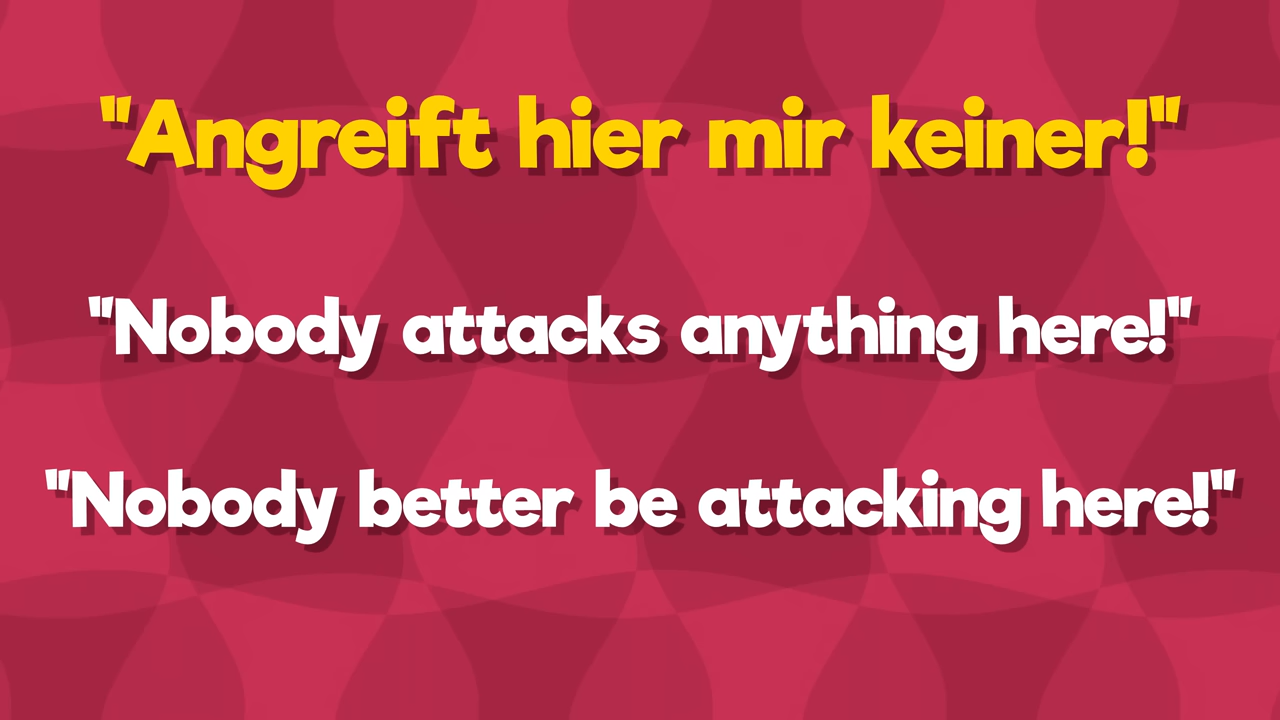 "Angreift hier mir keiner!"
"Nobody attacks anything here!"
"Nobody better be attacking here!"